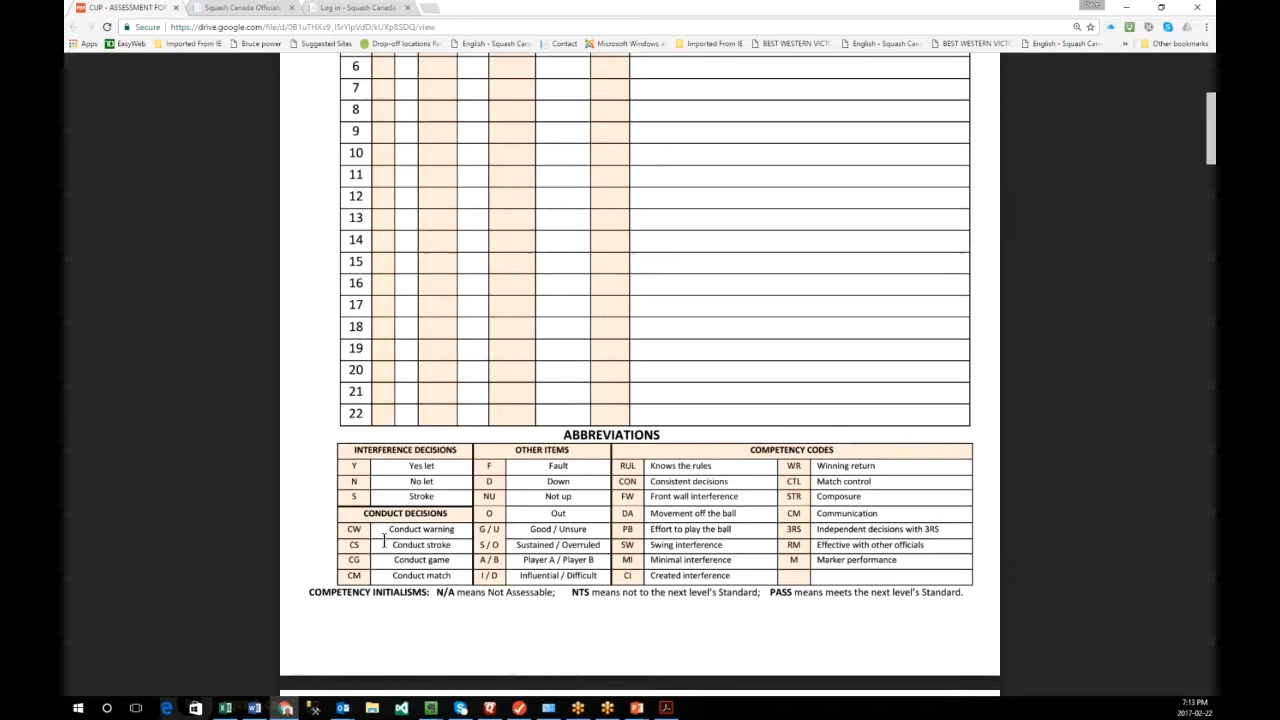 CUP - ASSESSMENT FOR
Squash Canada Officials
Log in - Squash Canada
Dave
Secure
Apps
EasyWeb
Imported From IE
Bruce power
Suggested Sites
Drop-off locations Re
English - Squash Can
Contact
Microsoft Windows a
Imported From IE
BEST WESTERN VICT
English - Squash Can
BEST WESTERN VICT
English - Squash Can
»
Other bookmarks
6
7
8
9
10
11
12
13
14
15
16
17
18
19
20
21
22
ABBREVIATIONS
INTERFERENCE DECISIONS OTHER ITEMS COMPETENCY CODES
Y Yes let F Fault RUL Knows the rules WR Winning return
N No let D Down CON Consistent decisions CTL Match control
S Stroke NU Not up FW Front wall interference STR Composure
CONDUCT DECISIONS O Out DA Movement off the ball CM Communication
CW Conduct warning G / U Good / Unsure PB Effort to play the ball 3RS Independent decisions with 3RS
CS Conduct stroke S / O Sustained / Overruled SW Swing interference RM Effective with other officials
CG Conduct game A / B Player A / Player B MI Minimal interference M Marker performance
CM Conduct match I / D Influential / Difficult CI Created interference
COMPETENCY INITIALISMS: N/A means Not Assessable; NTS means not to the next level's Standard; PASS means meets the next level's Standard.
7:13 PM
2017-02-22